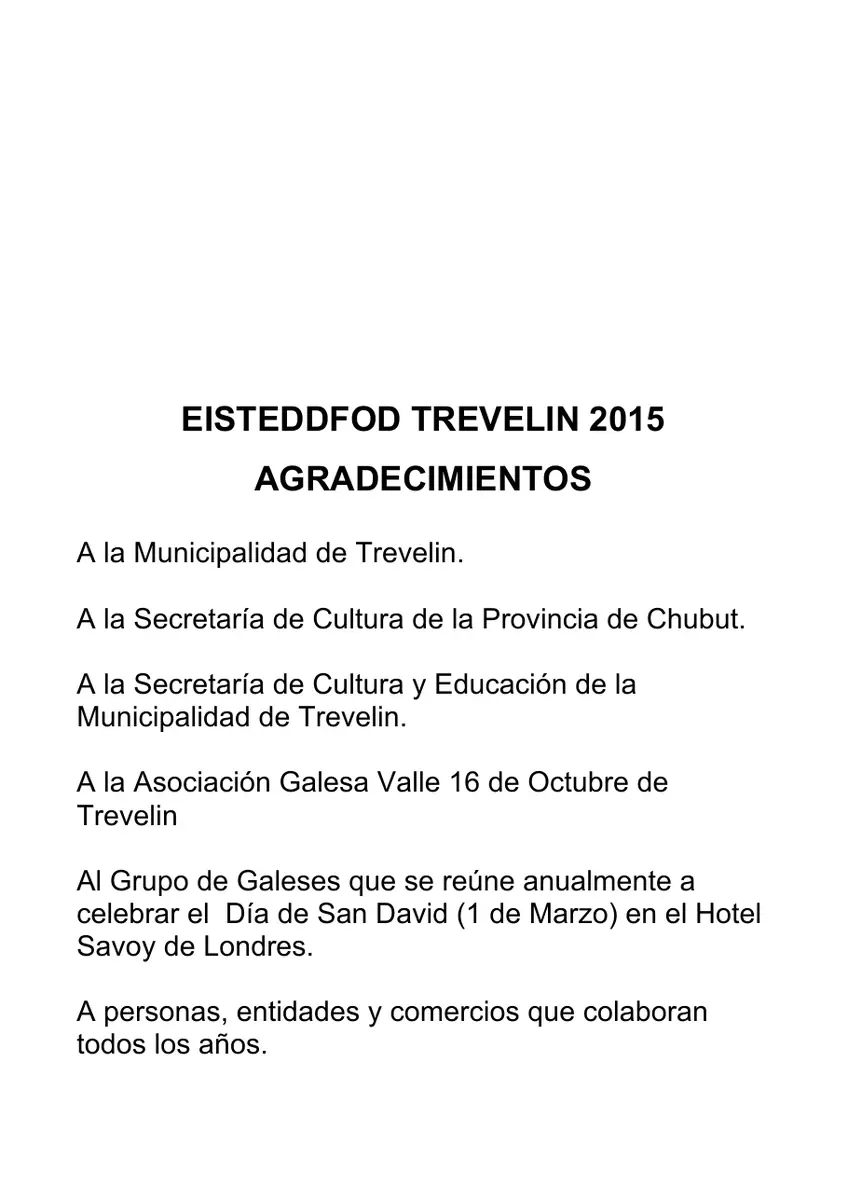 EISTEDDFOD TREVELIN 2015
AGRADECIMIENTOS
A la Municipalidad de Trevelin.
A la Secretaría de Cultura de la Provincia de Chubut.
A la Secretaría de Cultura y Educación de la
Municipalidad de Trevelin.
A la Asociación Galesa Valle 16 de Octubre de
Trevelin
Al Grupo de Galeses que se reúne anualmente a
celebrar el  Día de San David (1 de Marzo) en el Hotel
Savoy de Londres.
A personas, entidades y comercios que colaboran
todos los años.